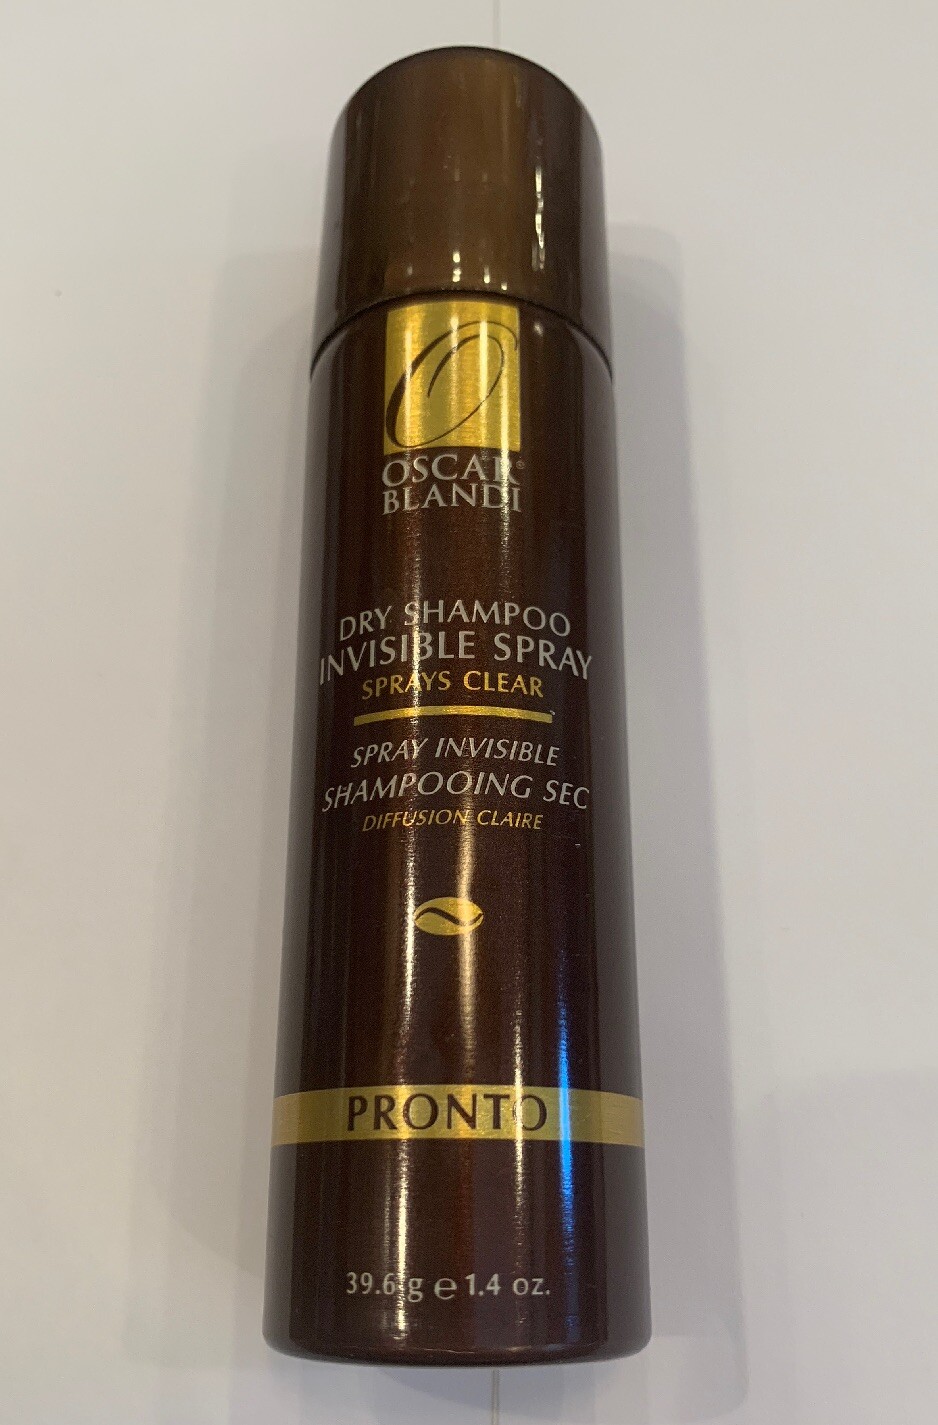 OSCAR®
BLANDI
DRY SHAMPOO
INVISIBLE SPRAY
SPRAYS CLEAR
SPRAY INVISIBLE
SHAMPOOING SEC
DIFFUSION CLAIRE
PRONTO
39.6 g ℮ 1.4 oz.